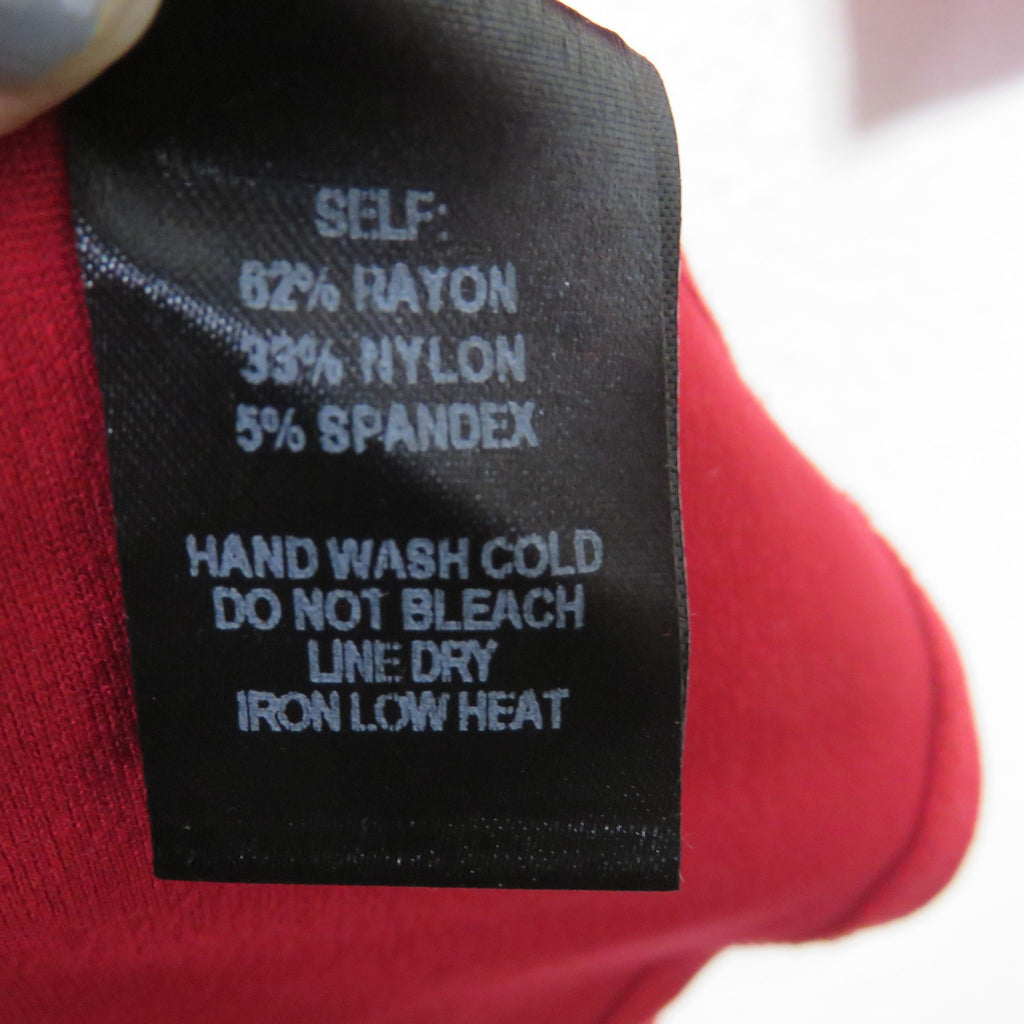 SELF:
62% RAYON
33% NYLON
5% SPANDEX
HAND WASH COLD
DO NOT BLEACH
LINE DRY
IRON LOW HEAT